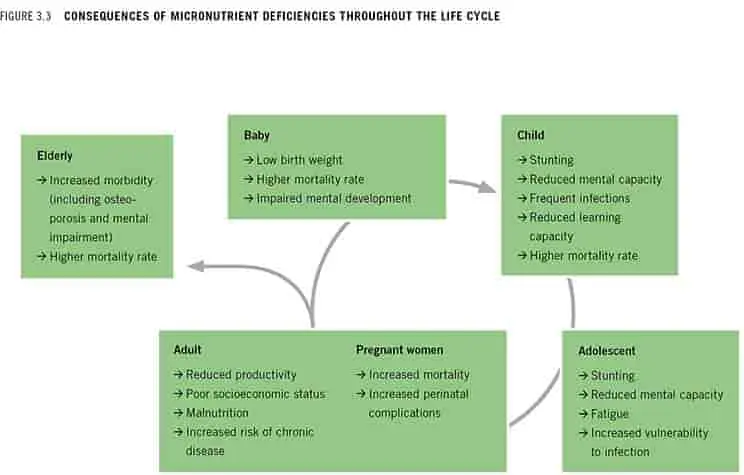 FIGURE 3.3 CONSEQUENCES OF MICRONUTRIENT DEFICIENCIES THROUGHOUT THE LIFE CYCLE
Elderly
→ Increased morbidity
(including osteo-
porosis and mental
impairment)
→ Higher mortality rate
Baby
→ Low birth weight
→ Higher mortality rate
→ Impaired mental development
Child
→ Stunting
→ Reduced mental capacity
→ Frequent infections
→ Reduced learning
capacity
→ Higher mortality rate
Adult
→ Reduced productivity
→ Poor socioeconomic status
→ Malnutrition
→ Increased risk of chronic
disease
Pregnant women
→ Increased mortality
→ Increased perinatal
complications
Adolescent
→ Stunting
→ Reduced mental capacity
→ Fatigue
→ Increased vulnerability
to infection